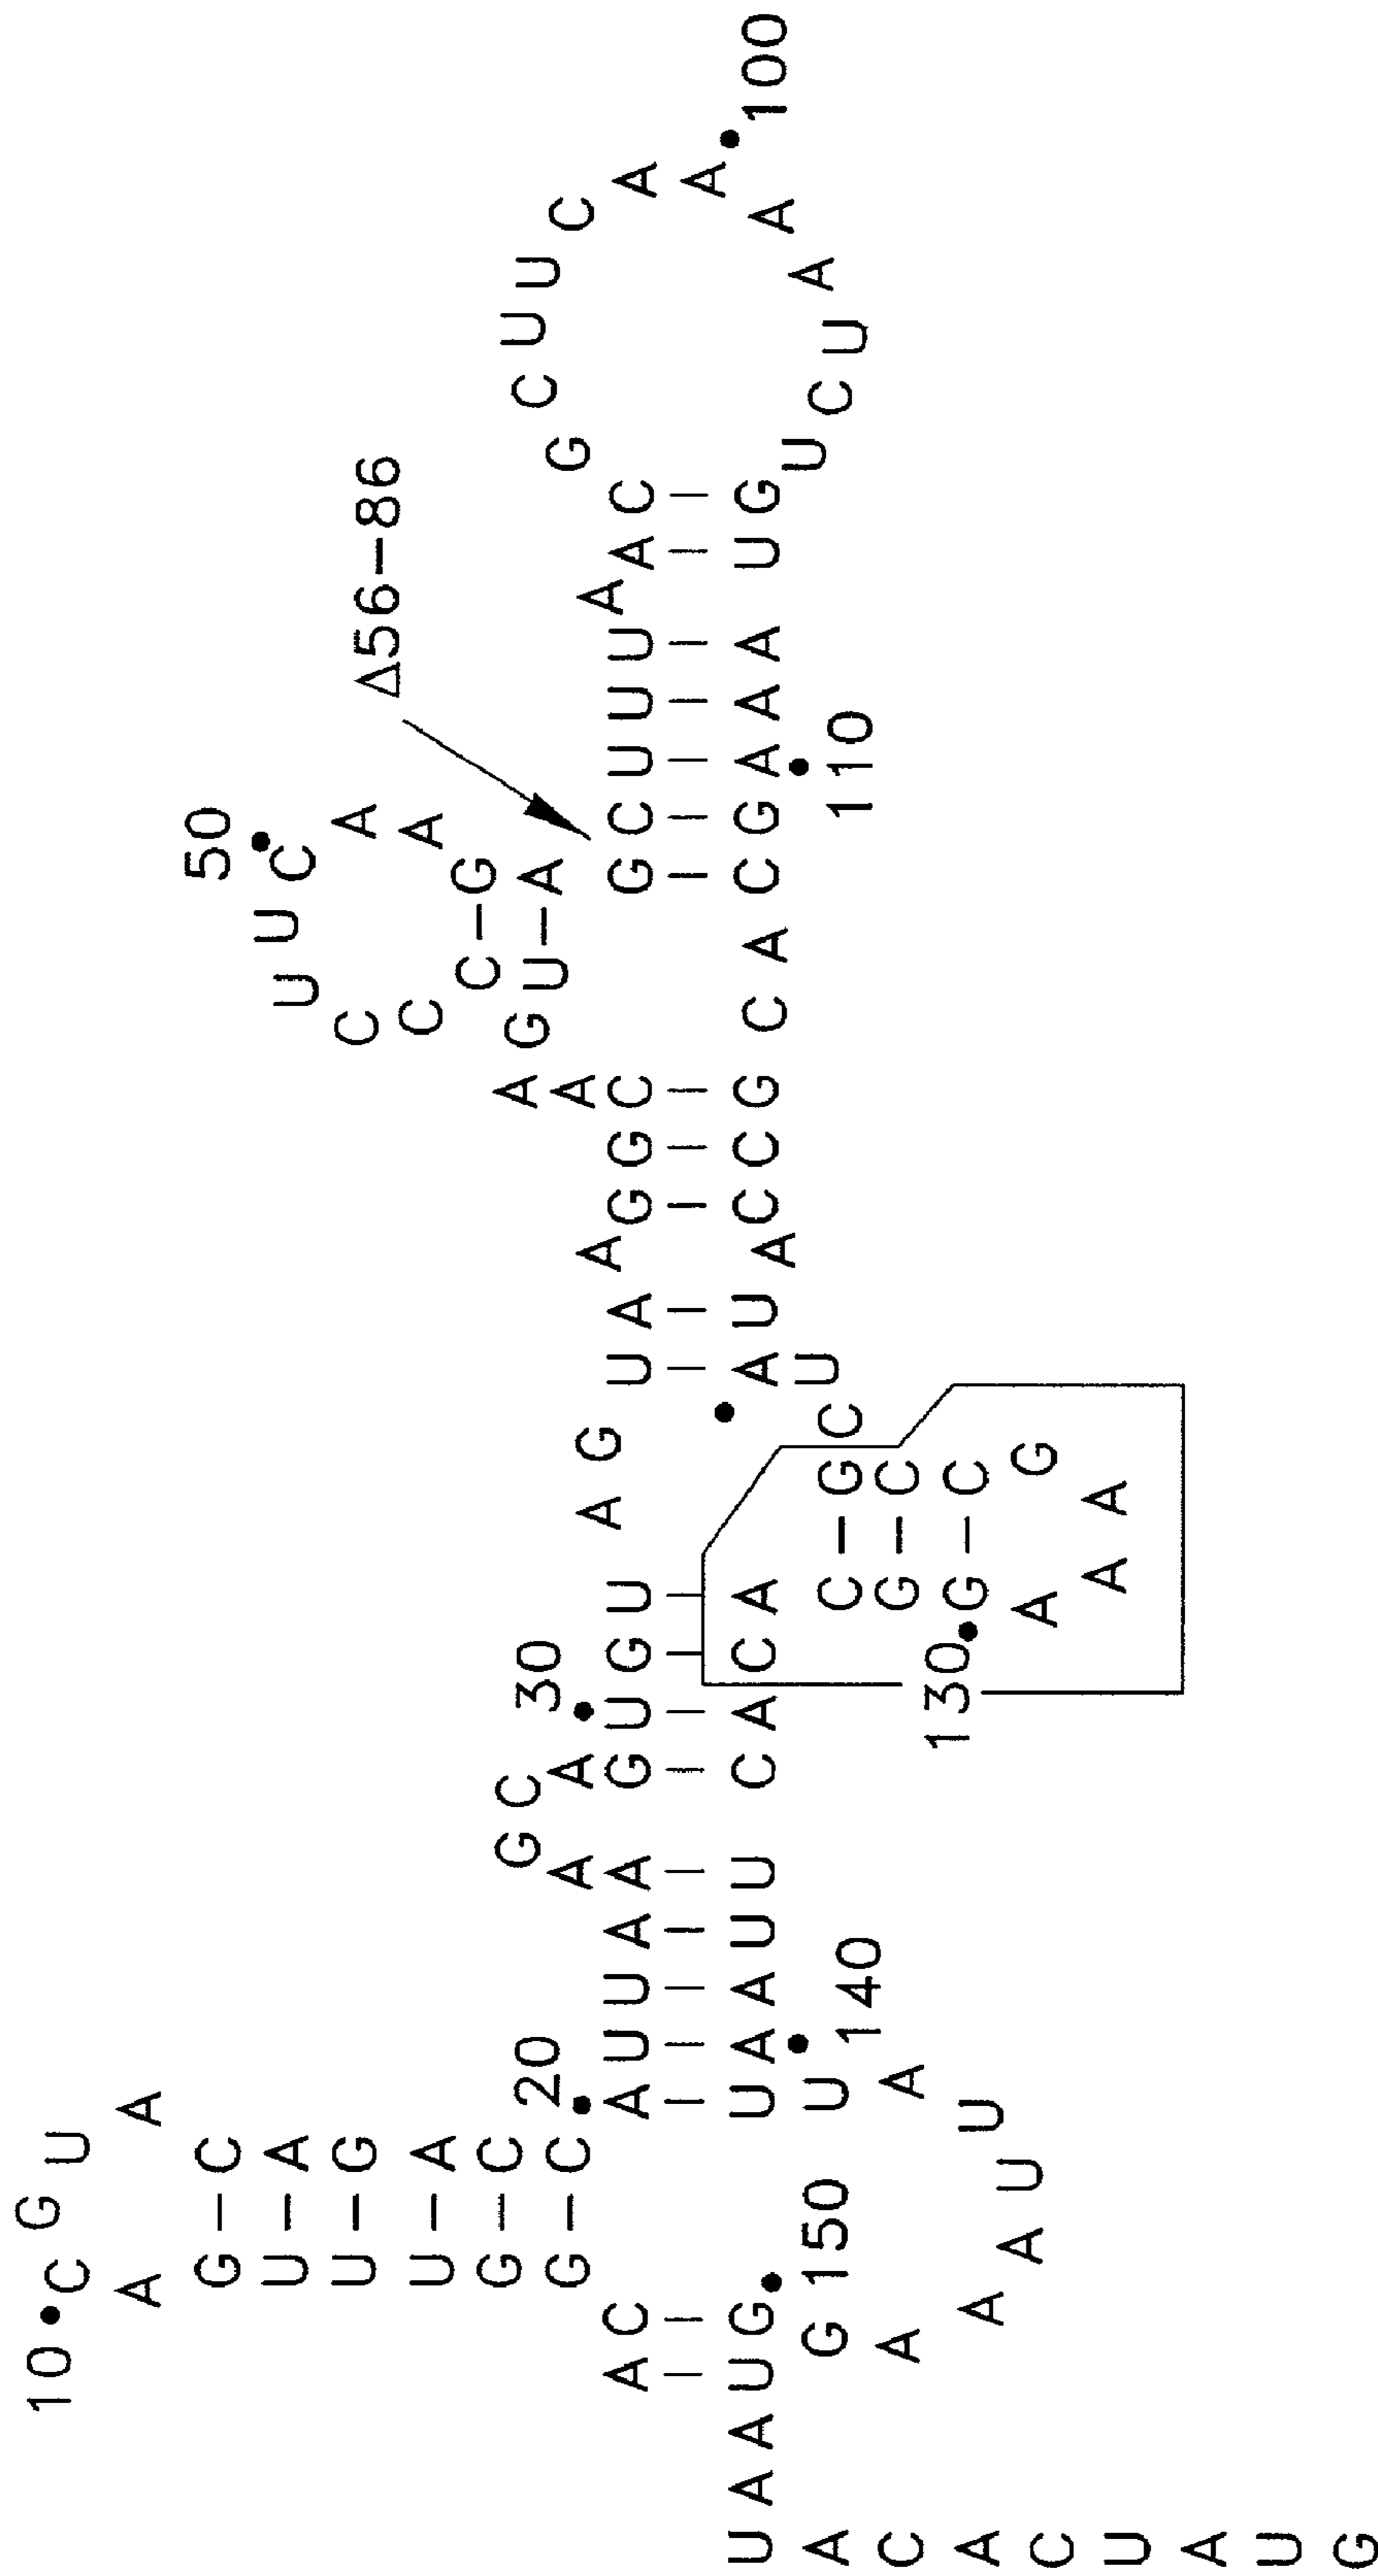 10 C G U A
A
G–C
U–A
U–G
U–A
G–C
G–C
20
A C
A U U A A
A G C A
30
G U G U
A G
U A A G G C
A A G
U–A
C–G
C C U U C A A
50
Δ56–86
G C U U U A A C
G C U U C A A
100
A A U C U
G U A A A G C
110
A C
G C C A U A
U C
G–C
C–G
C–G
G A A A
130
A C A C
U U A A U
140
U A U U A A A G
150
G U A A U
A C A C U A U G